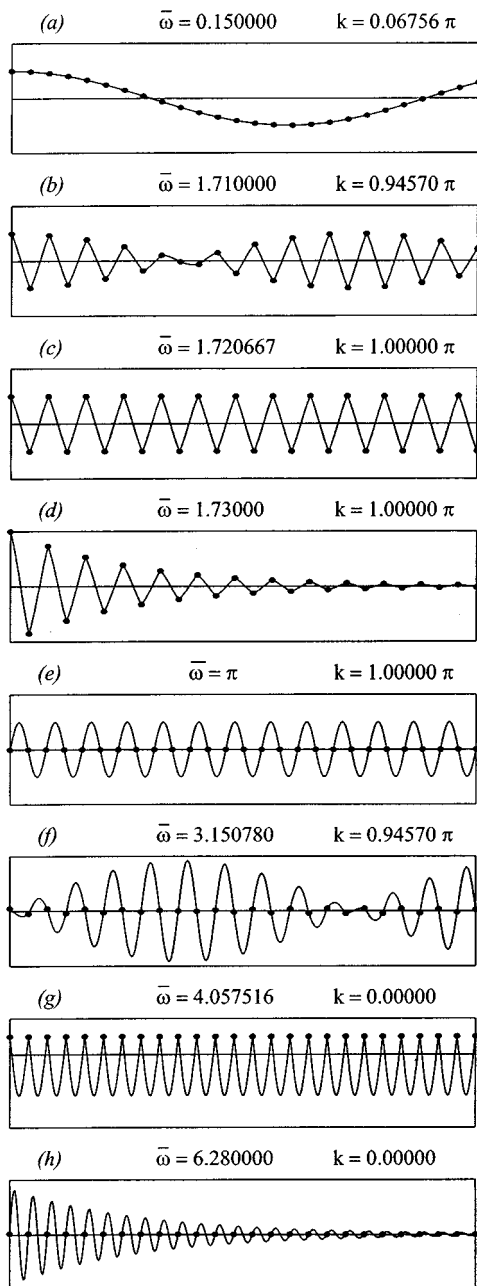 (a) ω̅ = 0.150000 k = 0.06756 π
(b) ω̅ = 1.710000 k = 0.94570 π
(c) ω̅ = 1.720667 k = 1.00000 π
(d) ω̅ = 1.73000 k = 1.00000 π
(e) ω̅ = π k = 1.00000 π
(f) ω̅ = 3.150780 k = 0.94570 π
(g) ω̅ = 4.057516 k = 0.00000
(h) ω̅ = 6.280000 k = 0.00000